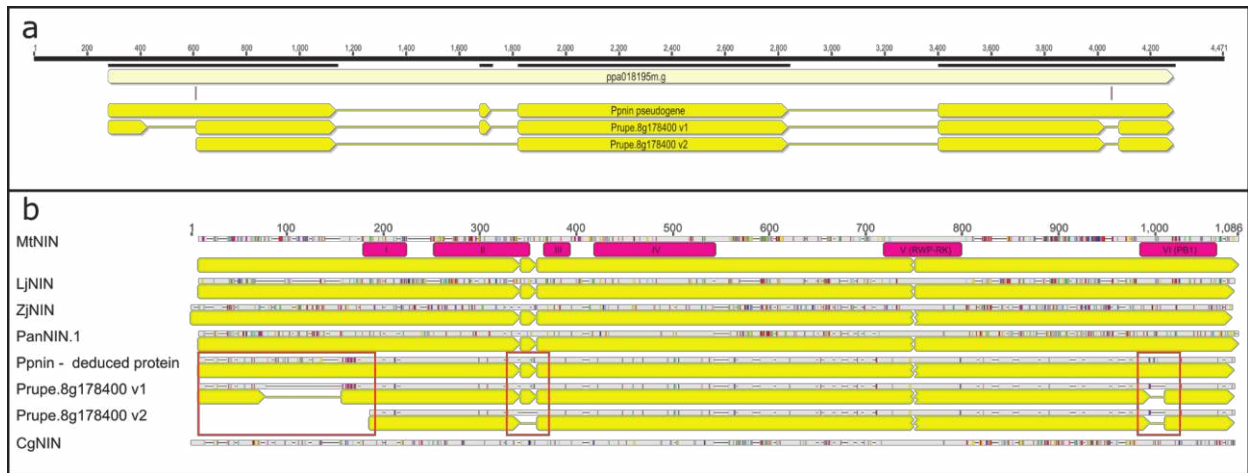 a
1 200 400 600 800 1,000 1,200 1,400 1,600 1,800 2,000 2,200 2,400 2,600 2,800 3,000 3,200 3,400 3,600 3,800 4,000 4,200 4,471
ppa018195m.g
Ppnin pseudogene
Prupe.8g178400 v1
Prupe.8g178400 v2
b
1 100 200 300 400 500 600 700 800 900 1,000 1,086
MtNIN
I II III IV V (RWP-RK) VI (PB1)
LjNIN
ZjNIN
PanNIN.1
Ppnin - deduced protein
Prupe.8g178400 v1
Prupe.8g178400 v2
CgNIN